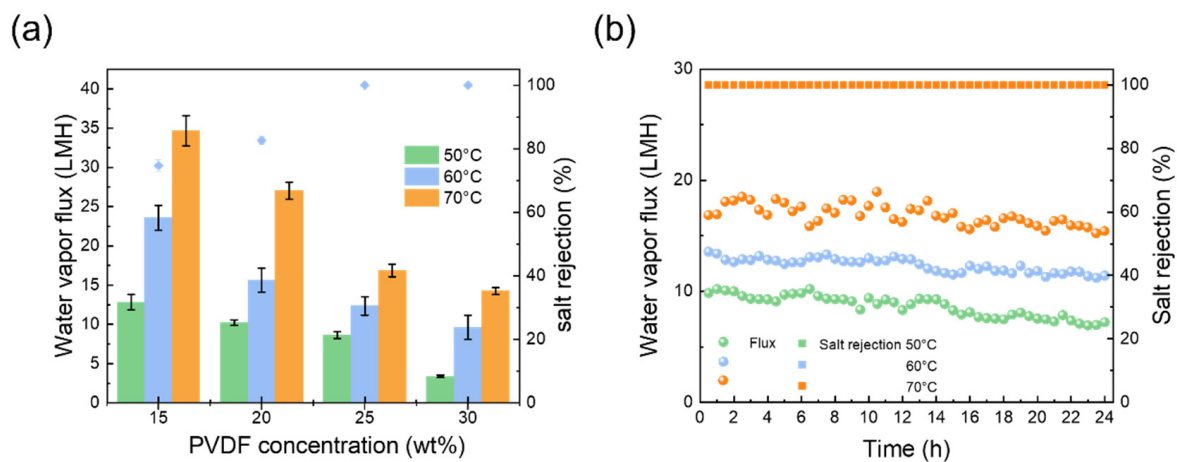 (a)
Water vapor flux (LMH)
40
35
30
25
20
15
10
5
0
50°C
60°C
70°C
100
80
60
40
20
0
salt rejection (%)
15 20 25 30
PVDF concentration (wt%)
(b)
Water vapor flux (LMH)
30
20
10
0
Flux Salt rejection 50°C
60°C
70°C
100
80
60
40
20
0
Salt rejection (%)
0 2 4 6 8 10 12 14 16 18 20 22 24
Time (h)